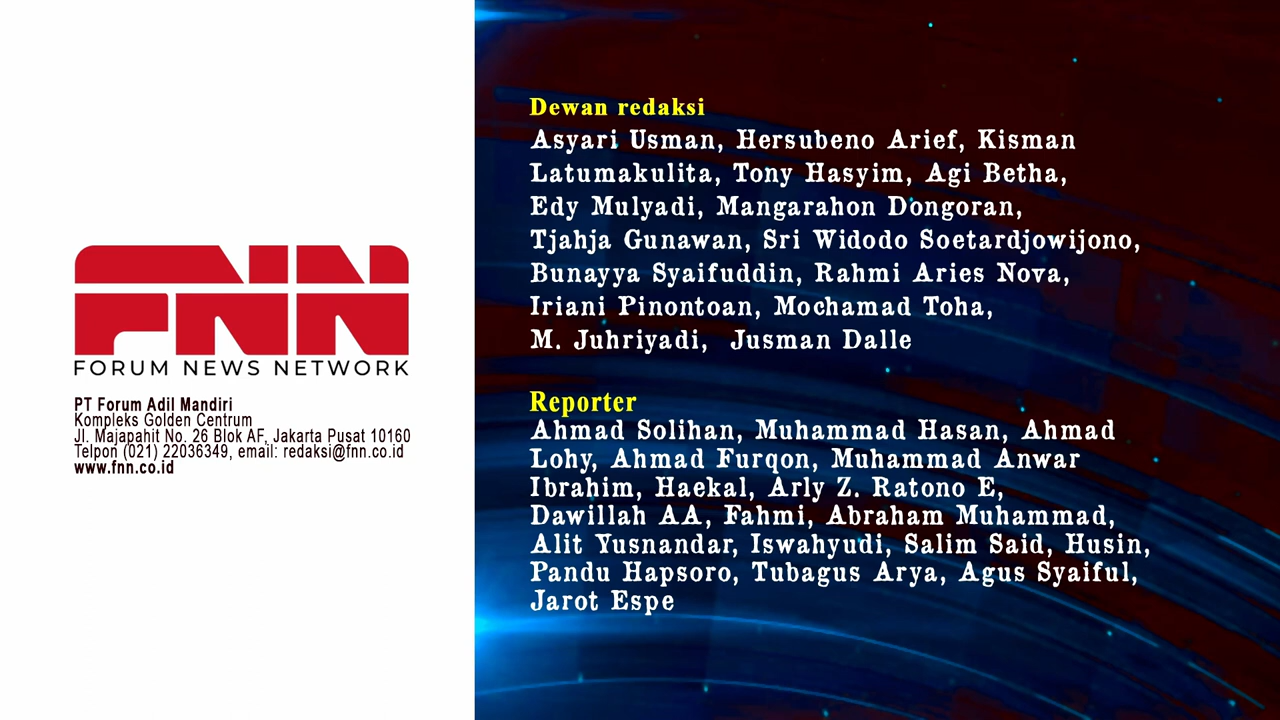 FNN
FORUM NEWS NETWORK
PT Forum Adil Mandiri
Kompleks Golden Centrum
Jl. Majapahit No. 26 Blok AF, Jakarta Pusat 10160
Telpon (021) 22036349, email: redaksi@fnn.co.id
www.fnn.co.id
Dewan redaksi
Asyari Usman, Hersubeno Arief, Kisman
Latumakulita, Tony Hasyim, Agi Betha,
Edy Mulyadi, Mangarahon Dongoran,
Tjahja Gunawan, Sri Widodo Soetardjowijono,
Bunayya Syaifuddin, Rahmi Aries Nova,
Iriani Pinontoan, Mochamad Toha,
M. Juhriyadi, Jusman Dalle
Reporter
Ahmad Solihan, Muhammad Hasan, Ahmad
Lohy, Ahmad Furqon, Muhammad Anwar
Ibrahim, Haekal, Arly Z. Ratono E,
Dawillah AA, Fahmi, Abraham Muhammad,
Alit Yusnandar, Iswahyudi, Salim Said, Husin,
Pandu Hapsoro, Tubagus Arya, Agus Syaiful,
Jarot Espe